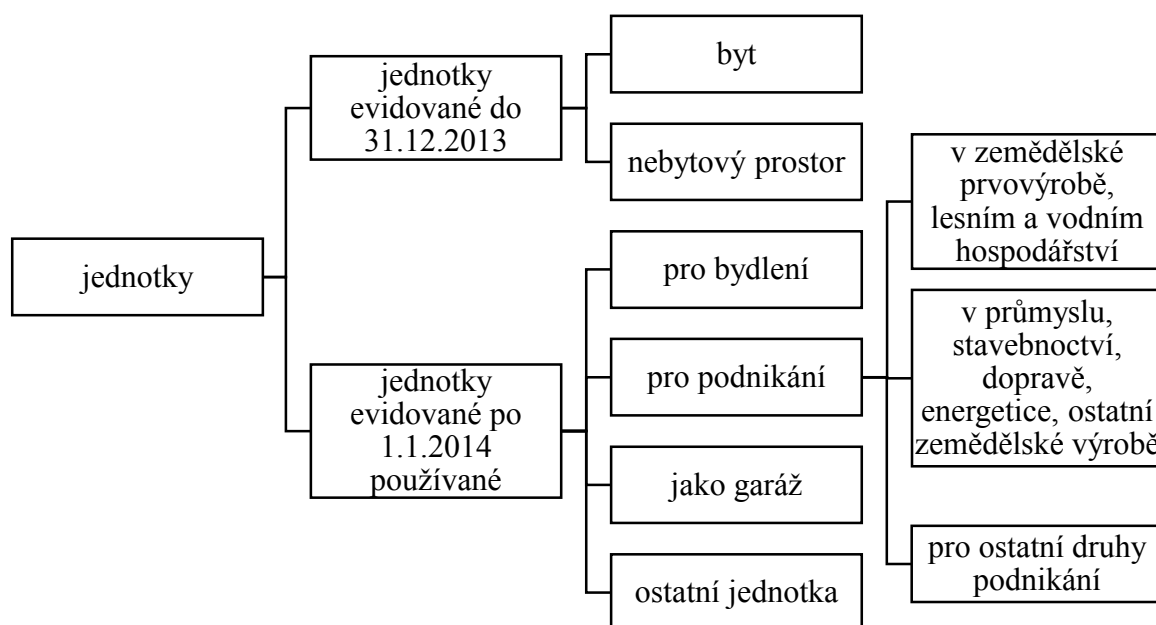 jednotky
jednotky
evidované do
31.12.2013
byt
nebytový prostor
jednotky
evidované po
1.1.2014
používané
pro bydlení
pro podnikání
v zemědělské
prvovýrobě,
lesním a vodním
hospodářství
v průmyslu,
stavebnoctví,
dopravě,
energetice, ostatní
zemědělské výrobě
pro ostatní druhy
podnikání
jako garáž
ostatní jednotka